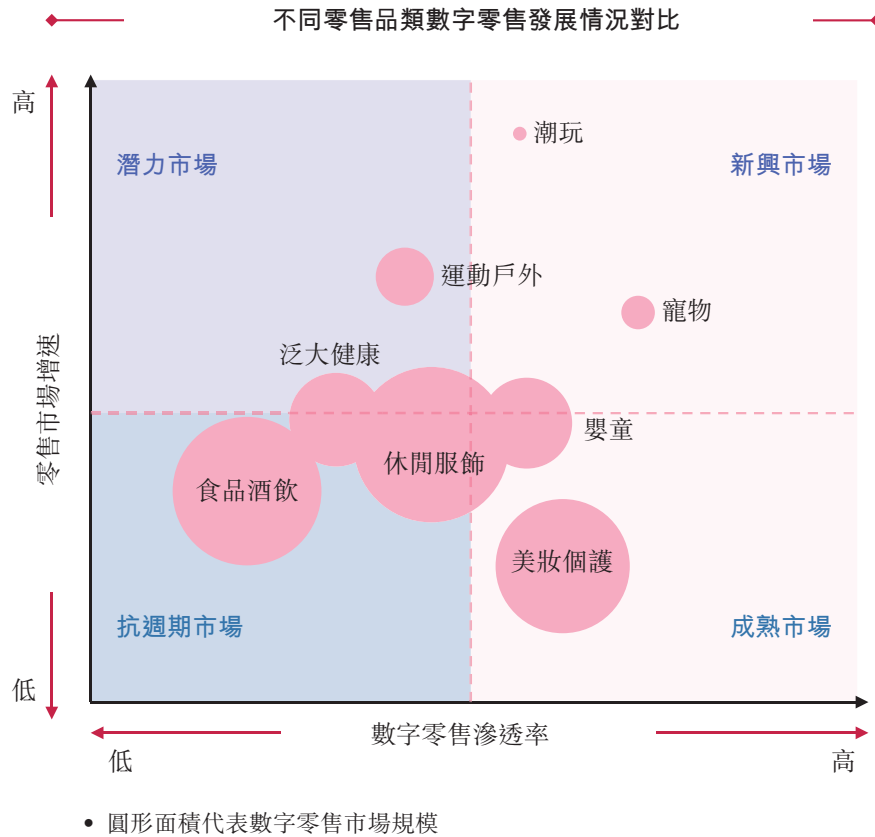 不同零售品類數字零售發展情況對比
高
潮玩
潛力市場
新興市場
運動戶外
寵物
泛大健康
零售市場增速
嬰童
休閒服飾
食品酒飲
美妝個護
抗週期市場
成熟市場
低
數字零售滲透率
低
高
• 圓形面積代表數字零售市場規模